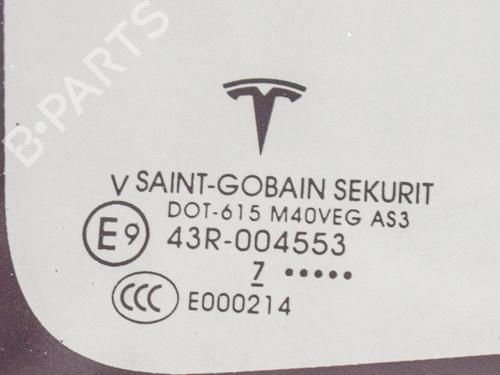 B·PARTS
V SAINT-GOBAIN SEKURIT
DOT-615 M40VEG AS3
E9 43R-004553
7 •••••
CCC E000214